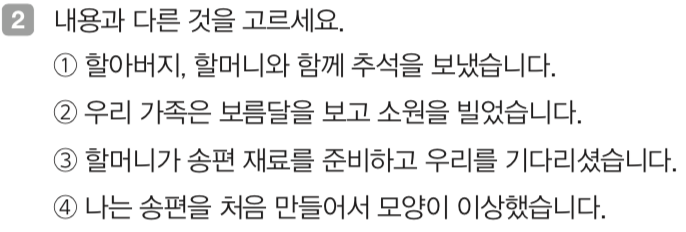 2 내용과 다른 것을 고르세요.
① 할아버지, 할머니와 함께 추석을 보냈습니다.
② 우리 가족은 보름달을 보고 소원을 빌었습니다.
③ 할머니가 송편 재료를 준비하고 우리를 기다리셨습니다.
④ 나는 송편을 처음 만들어서 모양이 이상했습니다.